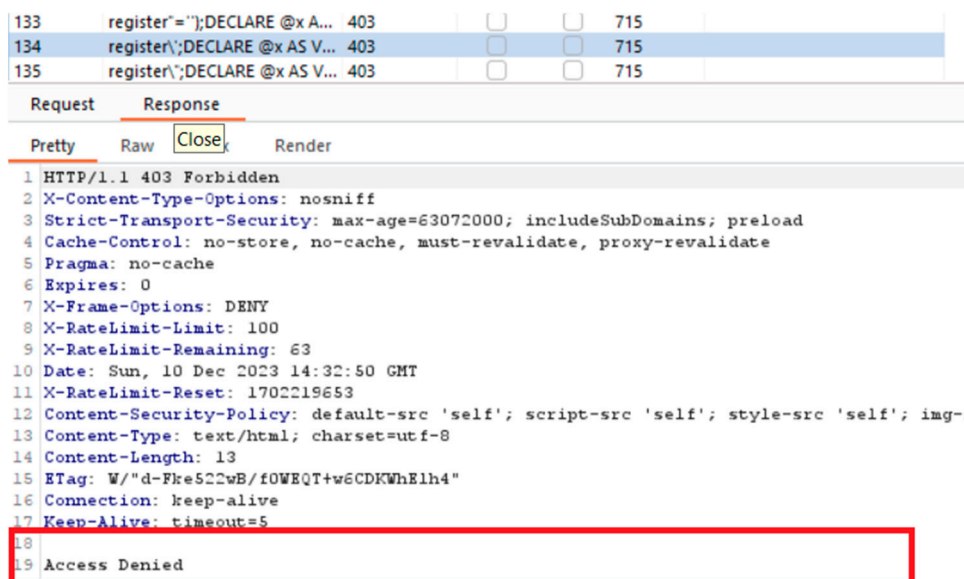 133 register"='');DECLARE @x A... 403 715
134 register\';DECLARE @x AS V... 403 715
135 register\";DECLARE @x AS V... 403 715
Request Response
Pretty Raw Close Render
1 HTTP/1.1 403 Forbidden
2 X-Content-Type-Options: nosniff
3 Strict-Transport-Security: max-age=63072000; includeSubDomains; preload
4 Cache-Control: no-store, no-cache, must-revalidate, proxy-revalidate
5 Pragma: no-cache
6 Expires: 0
7 X-Frame-Options: DENY
8 X-RateLimit-Limit: 100
9 X-RateLimit-Remaining: 63
10 Date: Sun, 10 Dec 2023 14:32:50 GMT
11 X-RateLimit-Reset: 1702219653
12 Content-Security-Policy: default-src 'self'; script-src 'self'; style-src 'self'; img-
13 Content-Type: text/html; charset=utf-8
14 Content-Length: 13
15 ETag: W/"d-Fke522wB/f0WEQT+w6CDKWhElh4"
16 Connection: keep-alive
17 Keep-Alive: timeout=5
18
19 Access Denied